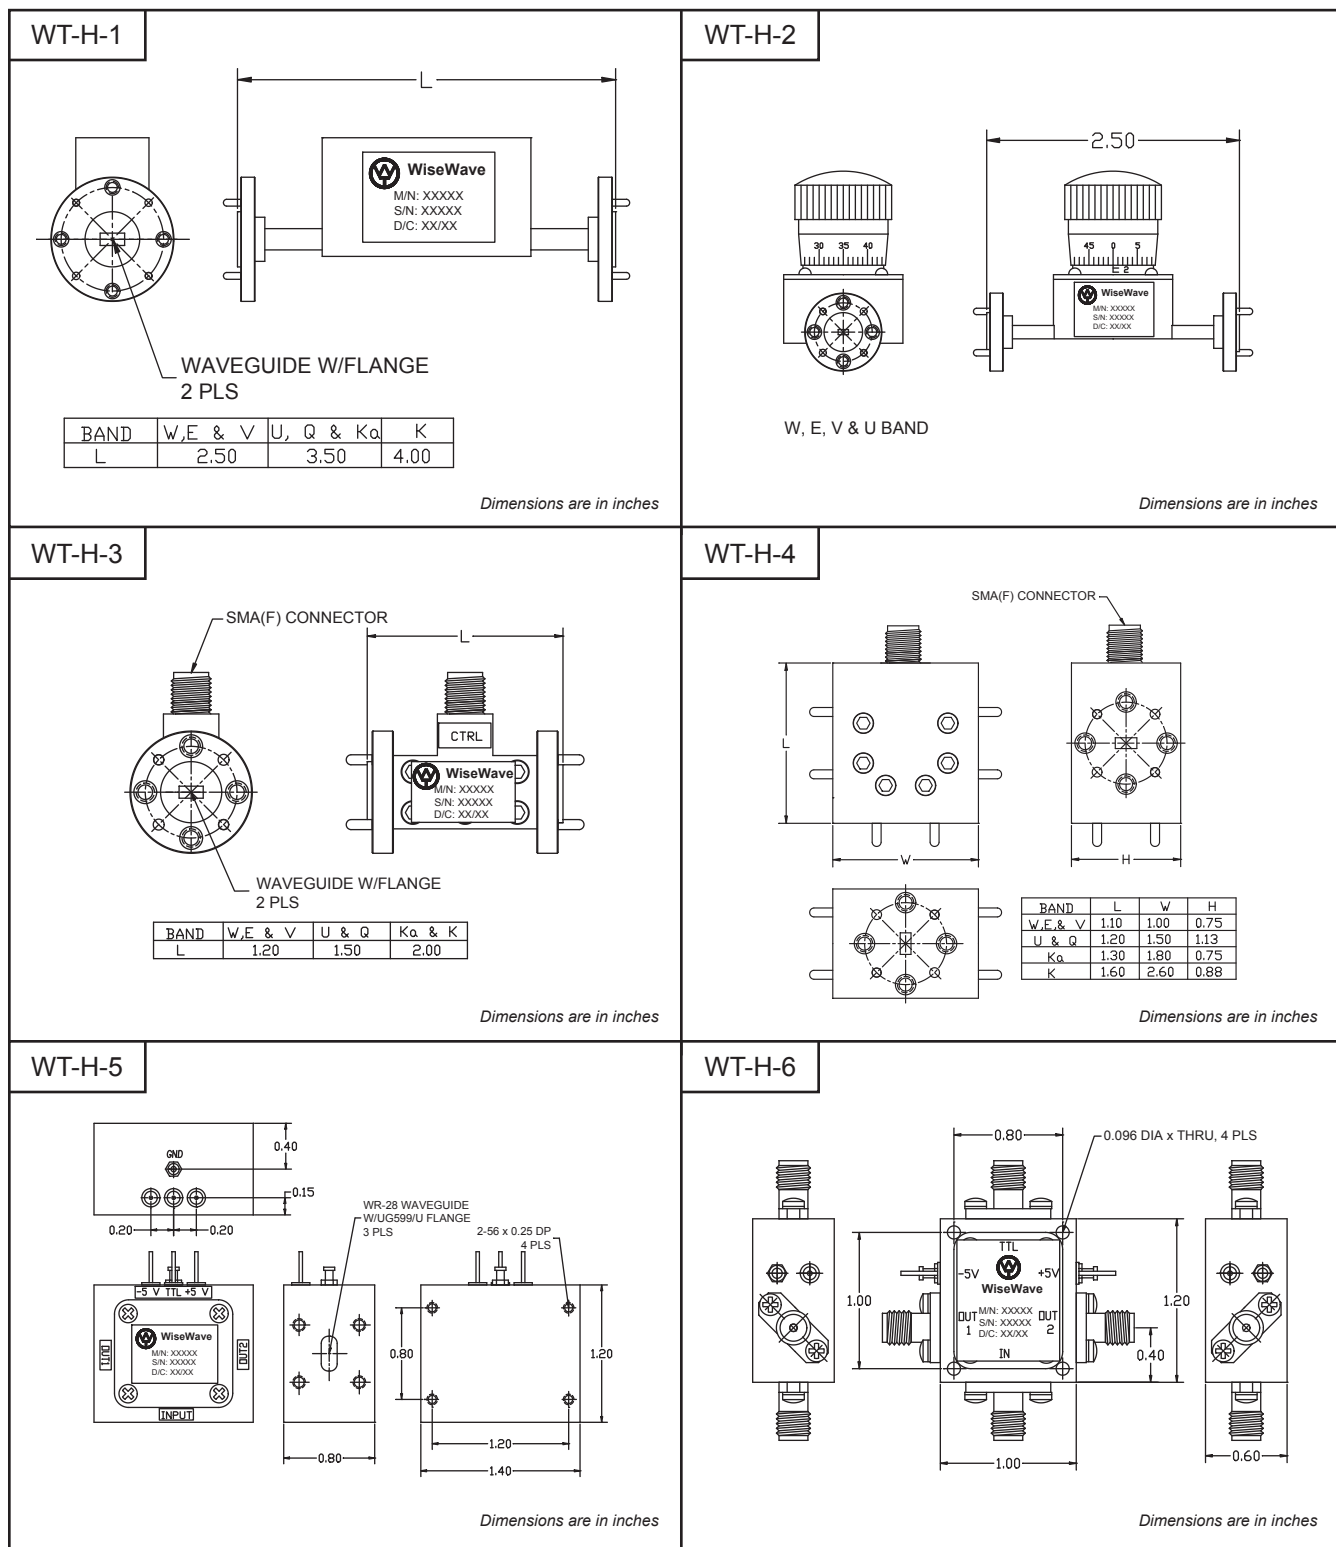 WT-H-1
L
WiseWave
M/N: XXXXX
S/N: XXXXX
D/C: XX/XX
WAVEGUIDE W/FLANGE
2 PLS
BAND W,E & V U, Q & Ka K
L 2.50 3.50 4.00
Dimensions are in inches
WT-H-2
2.50
30 35 40
45 0 5
E2
WiseWave
M/N: XXXXX
S/N: XXXXX
D/C: XX/XX
W, E, V & U BAND
Dimensions are in inches
WT-H-3
SMA(F) CONNECTOR
L
CTRL
WiseWave
M/N: XXXXX
S/N: XXXXX
D/C: XX/XX
WAVEGUIDE W/FLANGE
2 PLS
BAND W,E & V U & Q Ka & K
L 1.20 1.50 2.00
Dimensions are in inches
WT-H-4
SMA(F) CONNECTOR
L
W
H
BAND L W H
W,E,& V 1.10 1.00 0.75
U & Q 1.20 1.50 1.13
Ka 1.30 1.80 0.75
K 1.60 2.60 0.88
Dimensions are in inches
WT-H-5
0.40
GND
0.15
0.20 0.20
WR-28 WAVEGUIDE
W/UG599/U FLANGE
3 PLS
2-56 x 0.25 DP
4 PLS
-5 V TTL +5 V
WiseWave
M/N: XXXXX
S/N: XXXXX
D/C: XX/XX
OUT1
OUT2
INPUT
0.80
0.80
1.20
1.20
1.40
Dimensions are in inches
WT-H-6
0.80
0.096 DIA x THRU, 4 PLS
TTL
-5V +5V
WiseWave
M/N: XXXXX
S/N: XXXXX
D/C: XX/XX
OUT
1
OUT
2
IN
1.00
1.20
0.40
1.00
0.60
Dimensions are in inches